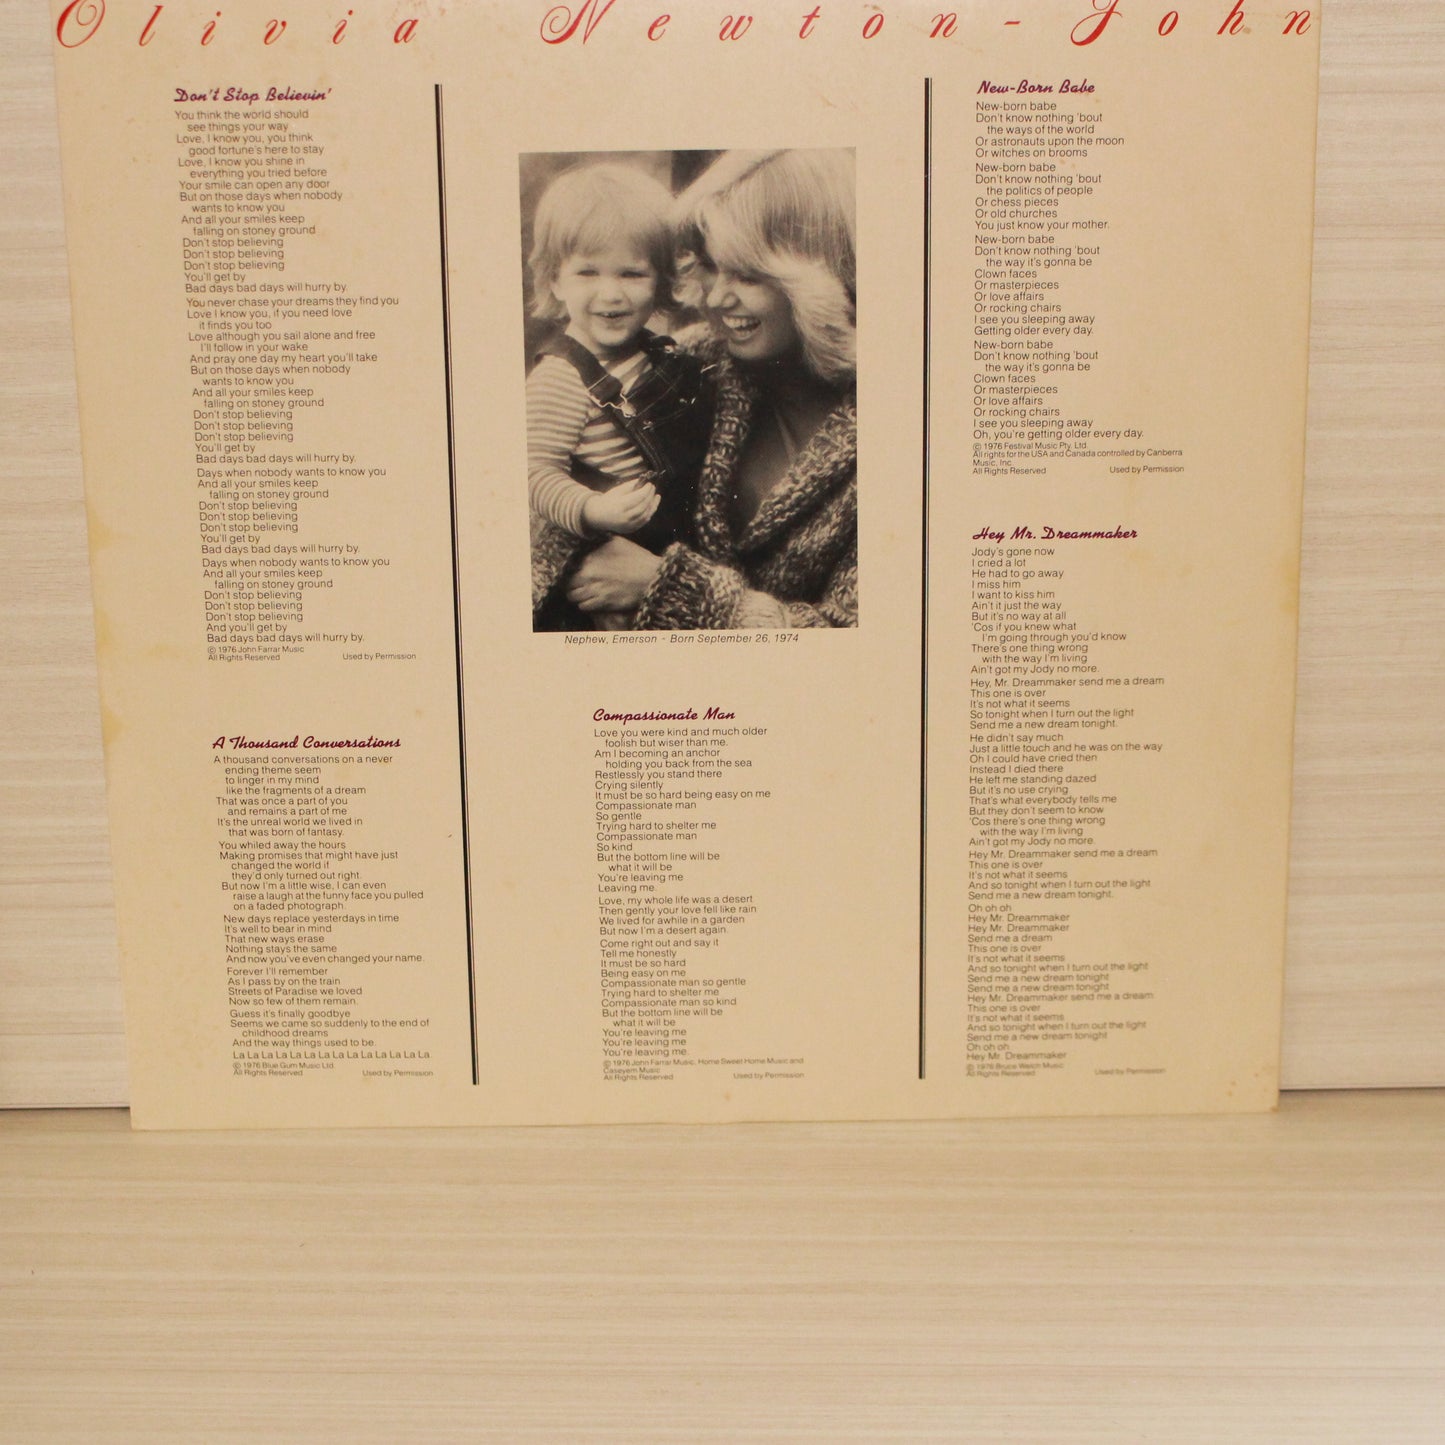 Olivia Newton-John
Don't Stop Believin'
You think the world should
see things your way
Love, I know you, you think
good fortune's here to stay
Love, I know you shine in
everything you tried before
Your smile can open any door
But on those days when nobody
wants to know you
And all your smiles keep
falling on stoney ground
Don't stop believing
Don't stop believing
Don't stop believing
You'll get by
Bad days bad days will hurry by.
You never chase your dreams they find you
Love I know you, if you need love
it finds you too
Love although you sail alone and free
I'll follow in your wake
And pray one day my heart you'll take
But on those days when nobody
wants to know you
And all your smiles keep
falling on stoney ground
Don't stop believing
Don't stop believing
Don't stop believing
You'll get by
Bad days bad days will hurry by.
Days when nobody wants to know you
And all your smiles keep
falling on stoney ground
Don't stop believing
Don't stop believing
Don't stop believing
You'll get by
Bad days bad days will hurry by.
Days when nobody wants to know you
And all your smiles keep
falling on stoney ground
Don't stop believing
Don't stop believing
Don't stop believing
And you'll get by
Bad days bad days will hurry by.
© 1976 John Farrar Music
All Rights Reserved Used by Permission
A Thousand Conversations
A thousand conversations on a never
ending theme seem
to linger in my mind
like the fragments of a dream
That was once a part of you
and remains a part of me
It's the unreal world we lived in
that was born of fantasy.
You whiled away the hours
Making promises that might have just
changed the world if
they'd only turned out right.
But now I'm a little wise, I can even
raise a laugh at the funny face you pulled
on a faded photograph.
New days replace yesterdays in time
It's well to bear in mind
That new ways erase
Nothing stays the same
And now you've even changed your name.
Forever I'll remember
As I pass by on the train
Streets of Paradise we loved
Now so few of them remain.
Guess it's finally goodbye
Seems we came so suddenly to the end of
childhood dreams
And the way things used to be.
La La La La La La La La La La La La La La
© 1976 Blue Gum Music Ltd.
All Rights Reserved Used by Permission
Nephew, Emerson - Born September 26, 1974
Compassionate Man
Love you were kind and much older
foolish but wiser than me.
Am I becoming an anchor
holding you back from the sea
Restlessly you stand there
Crying silently
It must be so hard being easy on me
Compassionate man
So gentle
Trying hard to shelter me
Compassionate man
So kind
But the bottom line will be
what it will be
You're leaving me
Leaving me.
Love, my whole life was a desert
Then gently your love fell like rain
We lived for awhile in a garden
But now I'm a desert again.
Come right out and say it
Tell me honestly
It must be so hard
Being easy on me
Compassionate man so gentle
Trying hard to shelter me
Compassionate man so kind
But the bottom line will be
what it will be
You're leaving me
You're leaving me
You're leaving me.
© 1976 John Farrar Music, Home Sweet Home Music and
Caseyem Music
All Rights Reserved Used by Permission
New-Born Babe
New-born babe
Don't know nothing 'bout
the ways of the world
Or astronauts upon the moon
Or witches on brooms
New-born babe
Don't know nothing 'bout
the politics of people
Or chess pieces
Or old churches
You just know your mother.
New-born babe
Don't know nothing 'bout
the way it's gonna be
Clown faces
Or masterpieces
Or love affairs
Or rocking chairs
I see you sleeping away
Getting older every day.
New-born babe
Don't know nothing 'bout
the way it's gonna be
Clown faces
Or masterpieces
Or love affairs
Or rocking chairs
I see you sleeping away
Oh, you're getting older every day.
© 1976 Festival Music Pty, Ltd.
All rights for the USA and Canada controlled by Canberra
Music, Inc.
All Rights Reserved Used by Permission
Hey Mr. Dreammaker
Jody's gone now
I cried a lot
He had to go away
I miss him
I want to kiss him
Ain't it just the way
But it's no way at all
'Cos if you knew what
I'm going through you'd know
There's one thing wrong
with the way I'm living
Ain't got my Jody no more.
Hey, Mr. Dreammaker send me a dream
This one is over
It's not what it seems
So tonight when I turn out the light
Send me a new dream tonight.
He didn't say much
Just a little touch and he was on the way
Oh I could have cried then
Instead I died there
He left me standing dazed
But it's no use crying
That's what everybody tells me
But they don't seem to know
'Cos there's one thing wrong
with the way I'm living
Ain't got my Jody no more.
Hey Mr. Dreammaker send me a dream
This one is over
It's not what it seems
And so tonight when I turn out the light
Send me a new dream tonight.
Oh oh oh
Hey Mr. Dreammaker
Hey Mr. Dreammaker
Send me a dream
This one is over
It's not what it seems
And so tonight when I turn out the light
Send me a new dream tonight
Send me a new dream tonight
Hey Mr. Dreammaker send me a dream
This one is over
It's not what it seems
And so tonight when I turn out the light
Send me a new dream tonight
Oh oh oh
Hey Mr. Dreammaker
© 1976 Bruce Welch Music
All Rights Reserved Used by Permission